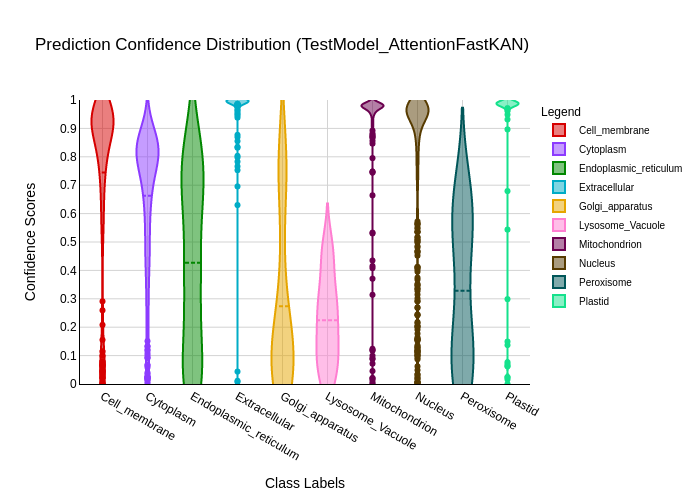 Prediction Confidence Distribution (TestModel_AttentionFastKAN)
Confidence Scores
1
0.9
0.8
0.7
0.6
0.5
0.4
0.3
0.2
0.1
0
Cell_membrane
Cytoplasm
Endoplasmic_reticulum
Extracellular
Golgi_apparatus
Lysosome_Vacuole
Mitochondrion
Nucleus
Peroxisome
Plastid
Class Labels
Legend
Cell_membrane
Cytoplasm
Endoplasmic_reticulum
Extracellular
Golgi_apparatus
Lysosome_Vacuole
Mitochondrion
Nucleus
Peroxisome
Plastid